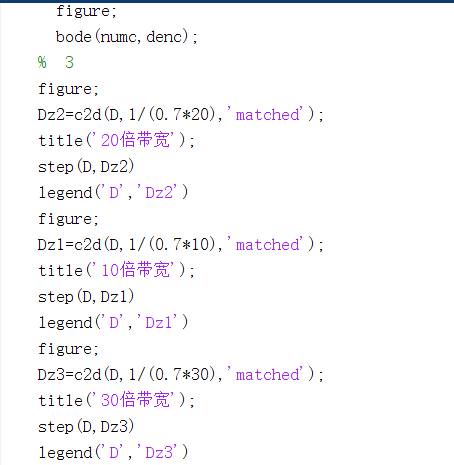 figure;
bode(numc,denc);
% 3
figure;
Dz2=c2d(D,1/(0.7*20),'matched');
title('20倍带宽');
step(D,Dz2)
legend('D','Dz2')
figure;
Dz1=c2d(D,1/(0.7*10),'matched');
title('10倍带宽');
step(D,Dz1)
legend('D','Dz1')
figure;
Dz3=c2d(D,1/(0.7*30),'matched');
title('30倍带宽');
step(D,Dz3)
legend('D','Dz3')